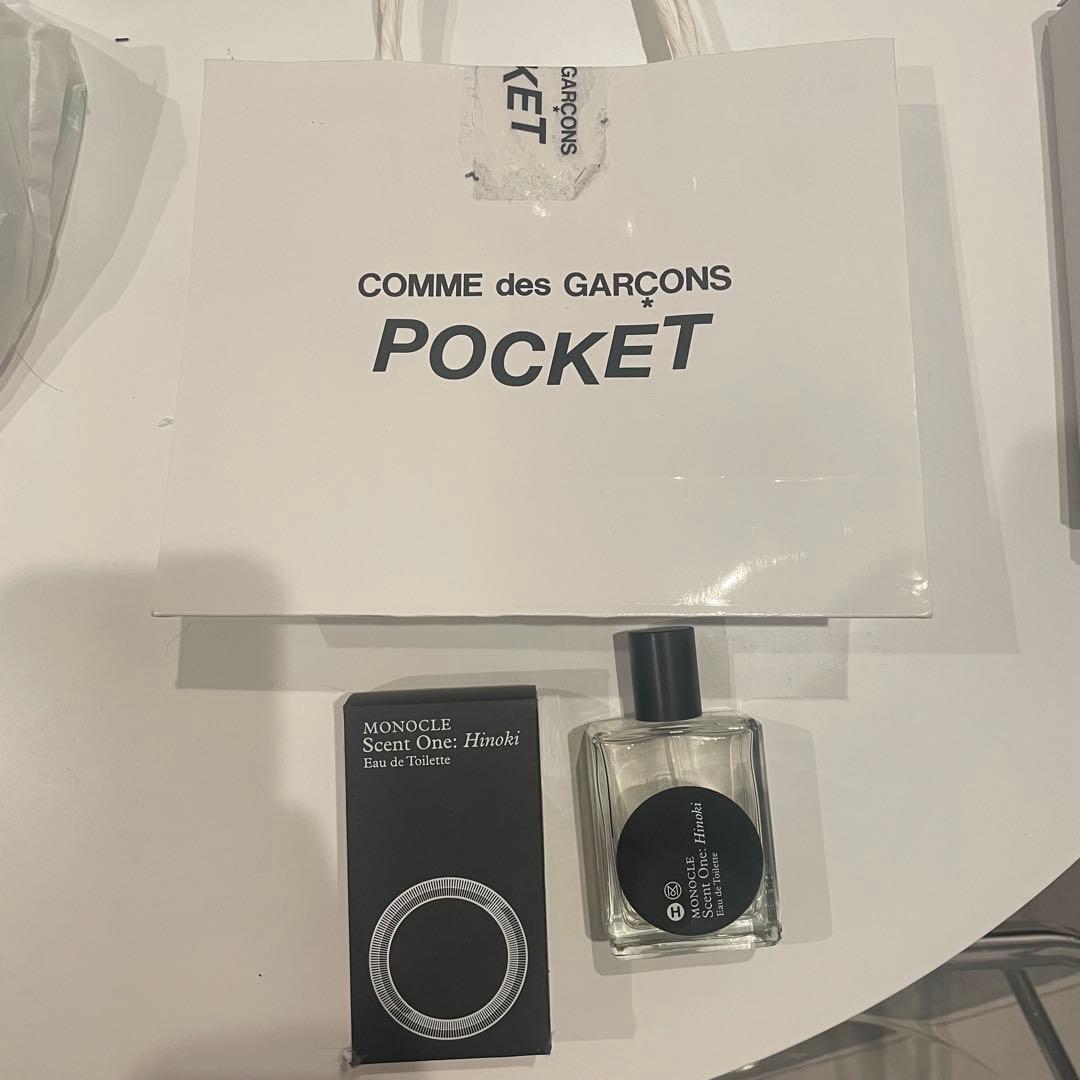 GARÇONS
KET
COMME des GARÇONS
POCKET
MONOCLE
Scent One: Hinoki
Eau de Toilette
H
MONOCLE
Scent One: Hinoki
Eau de Toilette